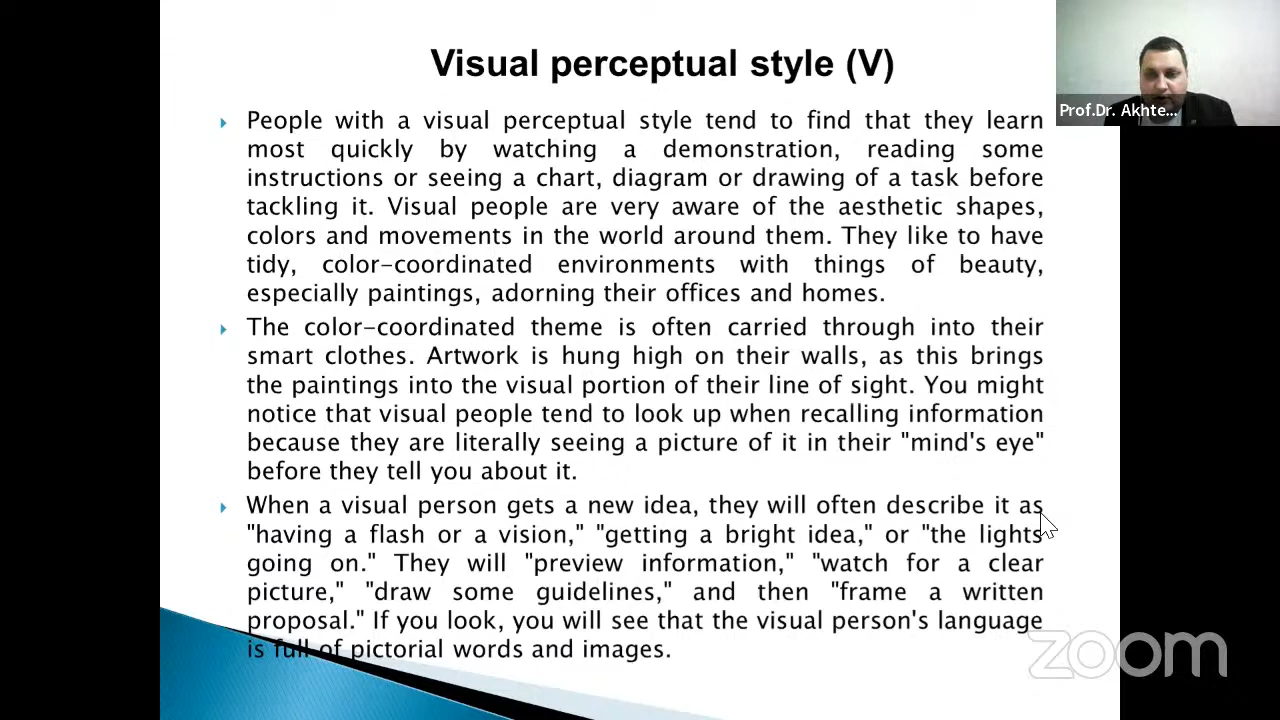 Visual perceptual style (V)
Prof.Dr. Akhte...
People with a visual perceptual style tend to find that they learn
most quickly by watching a demonstration, reading some
instructions or seeing a chart, diagram or drawing of a task before
tackling it. Visual people are very aware of the aesthetic shapes,
colors and movements in the world around them. They like to have
tidy, color-coordinated environments with things of beauty,
especially paintings, adorning their offices and homes.
The color-coordinated theme is often carried through into their
smart clothes. Artwork is hung high on their walls, as this brings
the paintings into the visual portion of their line of sight. You might
notice that visual people tend to look up when recalling information
because they are literally seeing a picture of it in their "mind's eye"
before they tell you about it.
When a visual person gets a new idea, they will often describe it as
"having a flash or a vision," "getting a bright idea," or "the lights
going on." They will "preview information," "watch for a clear
picture," "draw some guidelines," and then "frame a written
proposal." If you look, you will see that the visual person's language
is full of pictorial words and images.
zoom